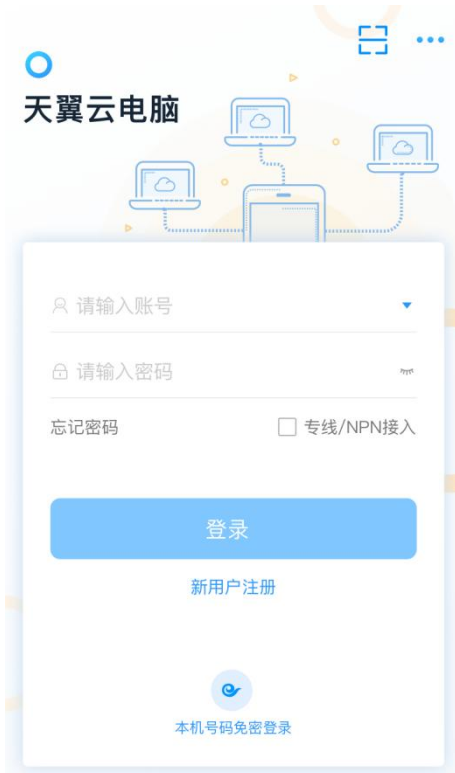 天翼云电脑
请输入账号
请输入密码
忘记密码 专线/NPN接入
登录
新用户注册
本机号码免密登录